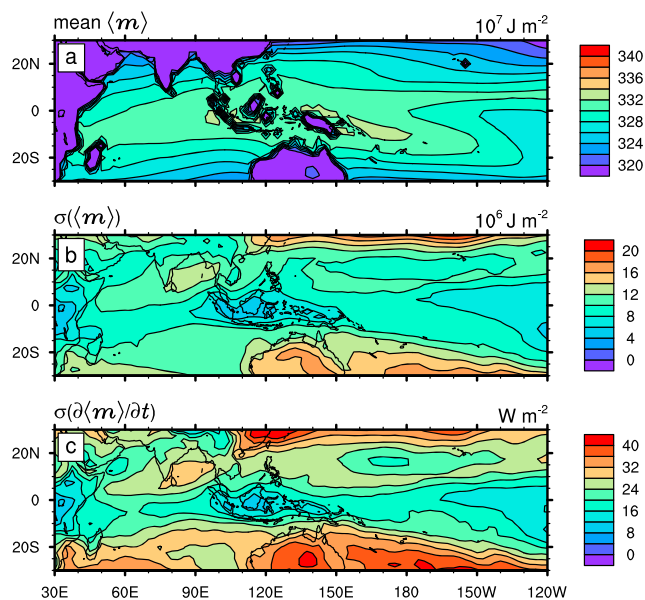 mean ⟨m⟩ 10⁷ J m⁻²
a
20N
0
20S
340
336
332
328
324
320
σ(⟨m⟩) 10⁶ J m⁻²
b
20N
0
20S
20
16
12
8
4
0
σ(∂⟨m⟩/∂t) W m⁻²
c
20N
0
20S
40
32
24
16
8
0
30E 60E 90E 120E 150E 180E 150W 120W